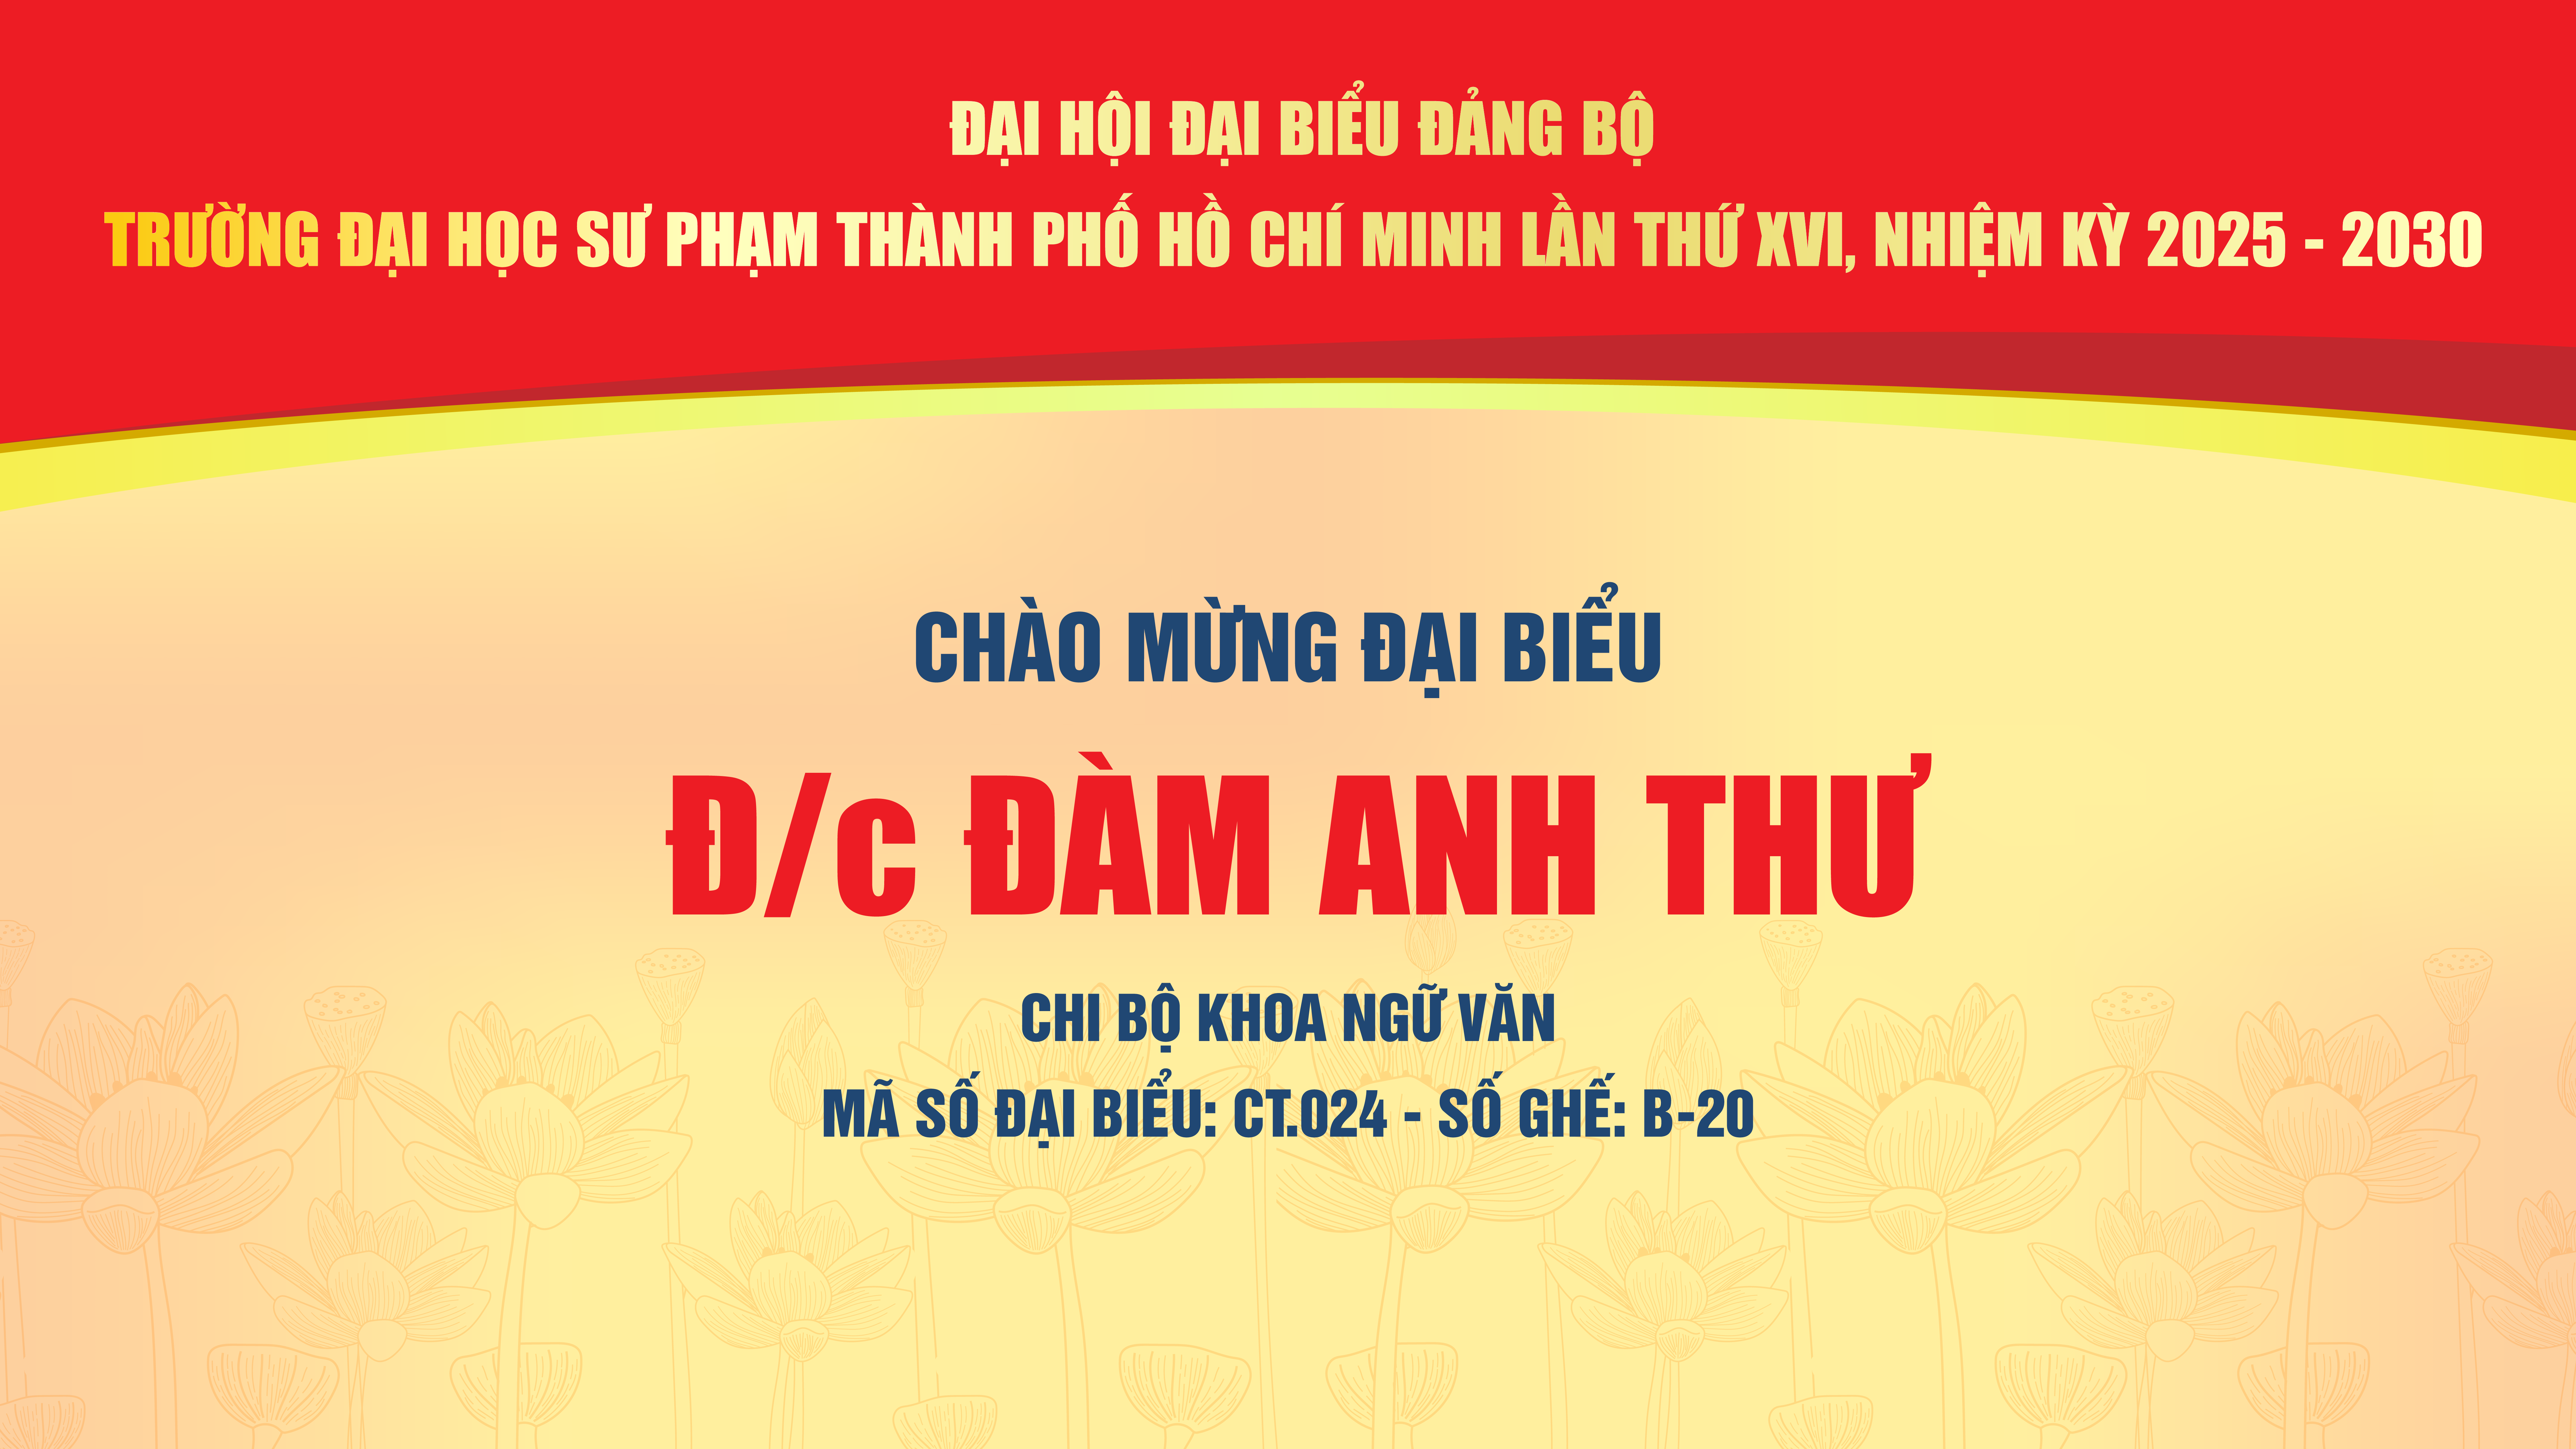 ĐẠI HỘI ĐẠI BIỂU ĐẢNG BỘ
TRƯỜNG ĐẠI HỌC SƯ PHẠM THÀNH PHỐ HỒ CHÍ MINH LẦN THỨ XVI, NHIỆM KỲ 2025 - 2030
CHÀO MỪNG ĐẠI BIỂU
Đ/c ĐÀM ANH THƯ
CHI BỘ KHOA NGỮ VĂN
MÃ SỐ ĐẠI BIỂU: CT.024 - SỐ GHẾ: B-20